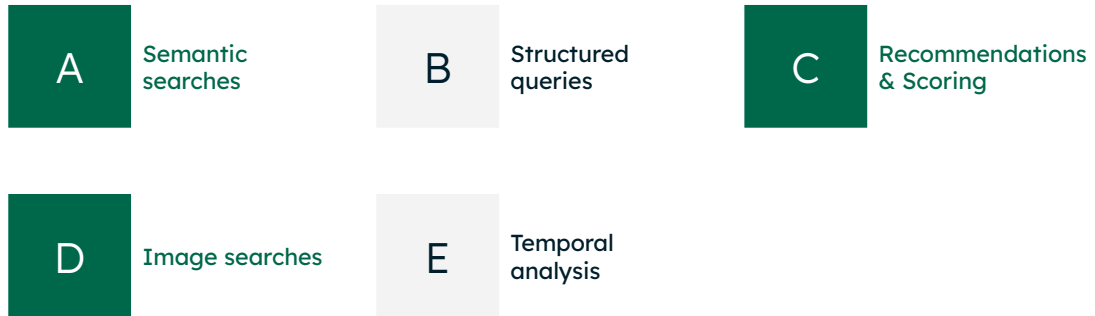 A
Semantic
searches
B
Structured
queries
C
Recommendations
& Scoring
D
Image searches
E
Temporal
analysis